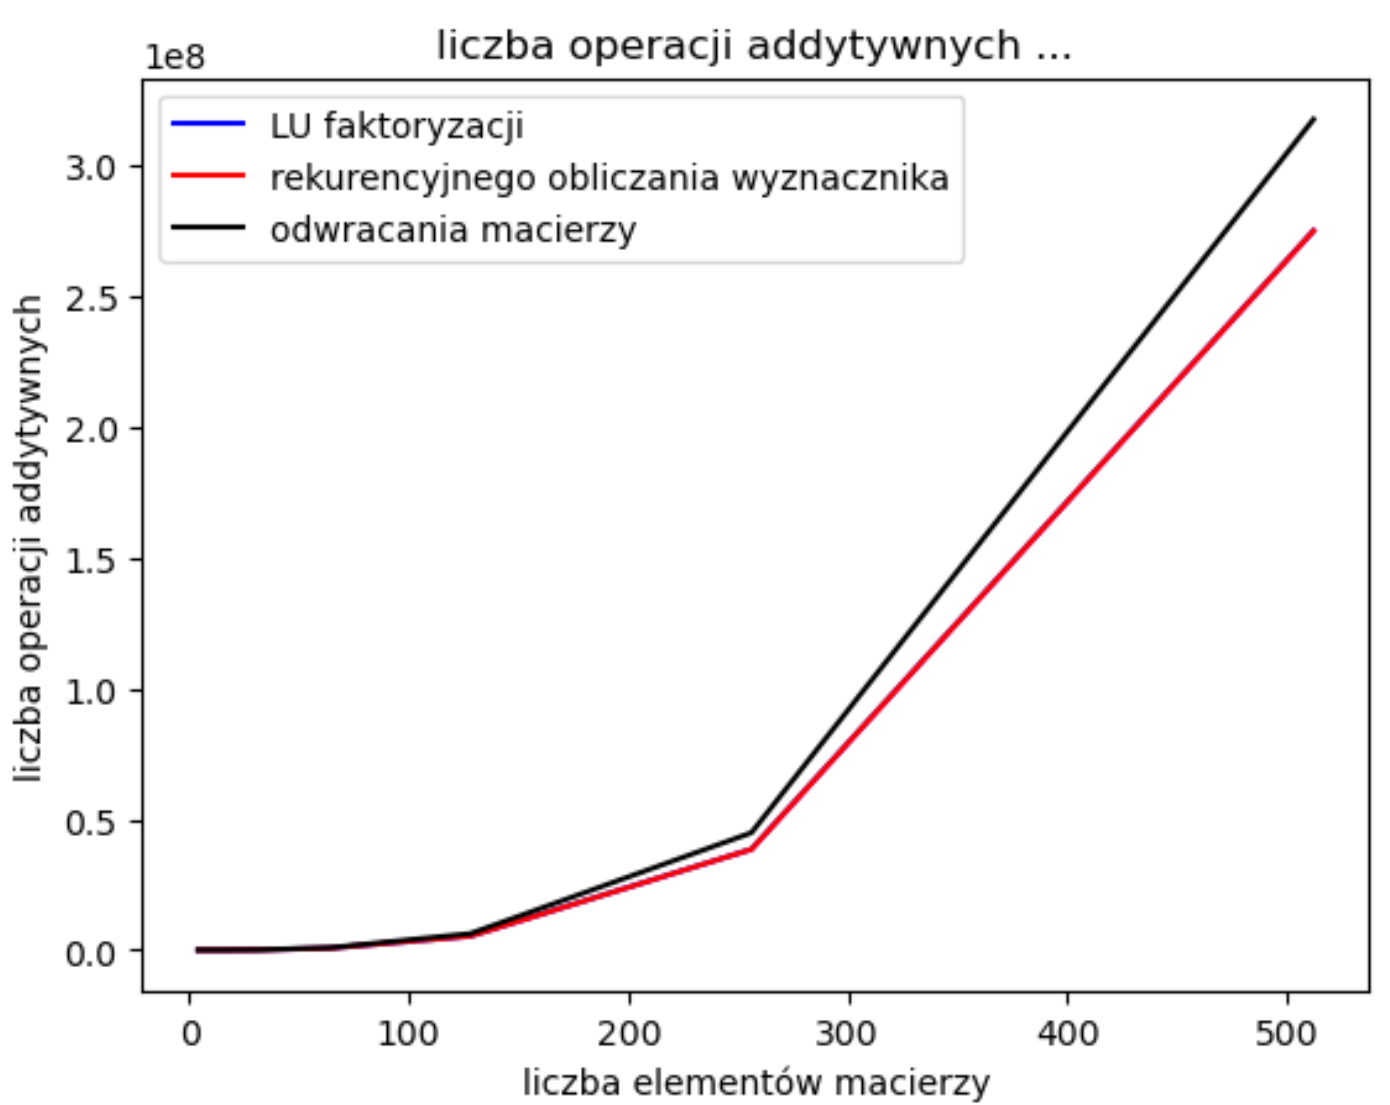 liczba operacji addytywnych ...
1e8
LU faktoryzacji
rekurencyjnego obliczania wyznacznika
odwracania macierzy
3.0
2.5
2.0
1.5
1.0
0.5
0.0
liczba operacji addytywnych
0 100 200 300 400 500
liczba elementów macierzy